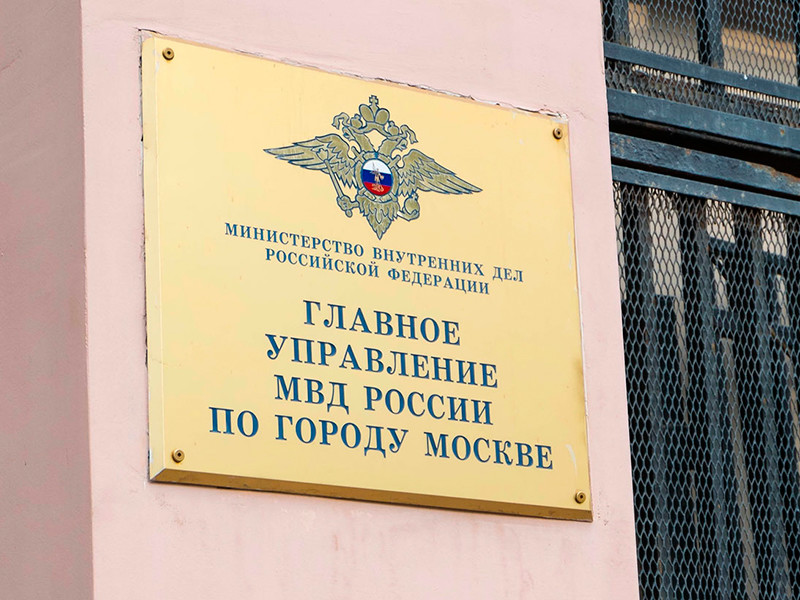 МИНИСТЕРСТВО ВНУТРЕННИХ ДЕЛ
РОССИЙСКОЙ ФЕДЕРАЦИИ
ГЛАВНОЕ
УПРАВЛЕНИЕ
МВД РОССИИ
ПО ГОРОДУ МОСКВЕ